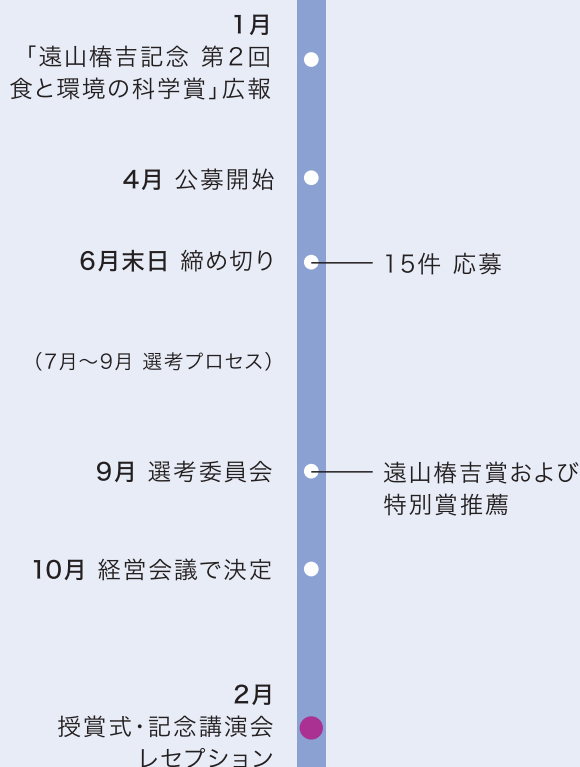 1月
「遠山椿吉記念 第2回
食と環境の科学賞」広報
4月 公募開始
6月末日 締め切り
15件 応募
（7月～9月 選考プロセス）
9月 選考委員会
遠山椿吉賞および
特別賞推薦
10月 経営会議で決定
2月
授賞式・記念講演会
レセプション